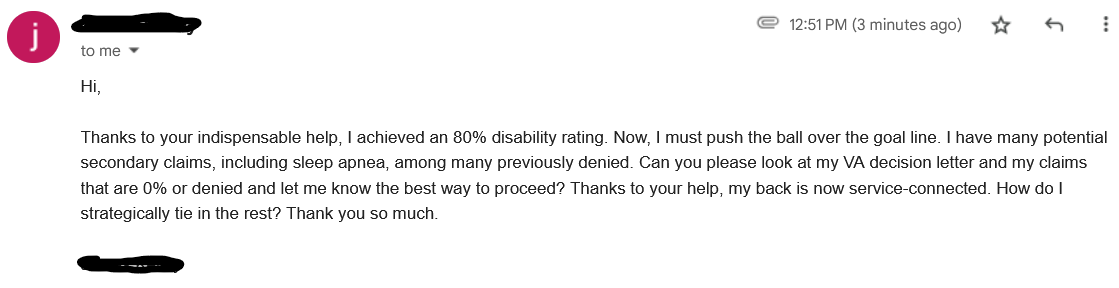 j
12:51 PM (3 minutes ago)
to me
Hi,
Thanks to your indispensable help, I achieved an 80% disability rating. Now, I must push the ball over the goal line. I have many potential
secondary claims, including sleep apnea, among many previously denied. Can you please look at my VA decision letter and my claims
that are 0% or denied and let me know the best way to proceed? Thanks to your help, my back is now service-connected. How do I
strategically tie in the rest? Thank you so much.